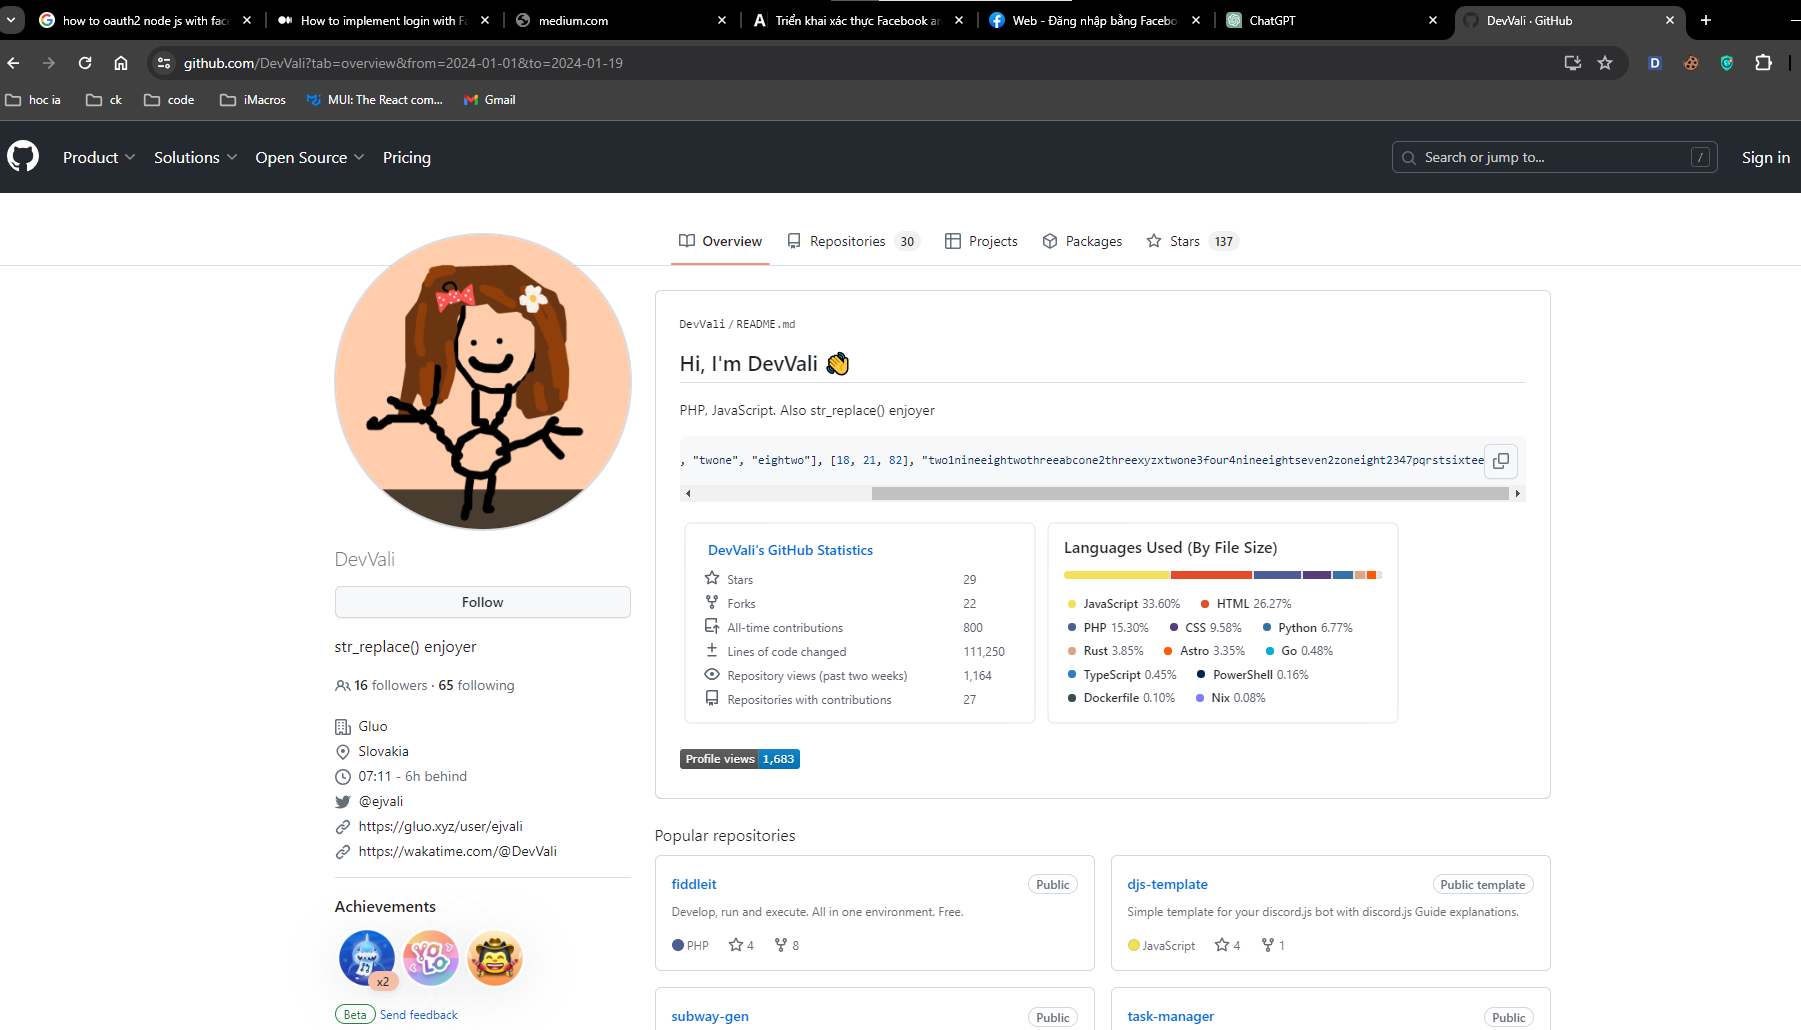 how to oauth2 node js with face
How to implement login with Fa
medium.com
Triển khai xác thực Facebook an
Web - Đăng nhập bằng Facebo
ChatGPT
DevVali · GitHub
github.com/DevVali?tab=overview&from=2024-01-01&to=2024-01-19
hoc ia
ck
code
iMacros
MUI: The React com...
Gmail
Product
Solutions
Open Source
Pricing
Search or jump to...
/
Sign in
Overview
Repositories 30
Projects
Packages
Stars 137
DevVali / README.md
Hi, I'm DevVali 👋
PHP, JavaScript. Also str_replace() enjoyer
, "twone", "eightwo"], [18, 21, 82], "two1nineeightwothreeabcone2threexyzxtwone3four4nineeightseven2zoneight2347pqrstsixtee
DevVali's GitHub Statistics
Stars 29
Forks 22
All-time contributions 800
Lines of code changed 111,250
Repository views (past two weeks) 1,164
Repositories with contributions 27
Languages Used (By File Size)
JavaScript 33.60% HTML 26.27%
PHP 15.30% CSS 9.58% Python 6.77%
Rust 3.85% Astro 3.35% Go 0.48%
TypeScript 0.45% PowerShell 0.16%
Dockerfile 0.10% Nix 0.08%
Profile views 1,683
DevVali
Follow
str_replace() enjoyer
16 followers · 65 following
Gluo
Slovakia
07:11 - 6h behind
@ejvali
https://gluo.xyz/user/ejvali
https://wakatime.com/@DevVali
Achievements
YOLO
x2
Beta Send feedback
Popular repositories
fiddleit Public
Develop, run and execute. All in one environment. Free.
PHP 4 8
djs-template Public template
Simple template for your discord.js bot with discord.js Guide explanations.
JavaScript 4 1
subway-gen Public
task-manager Public